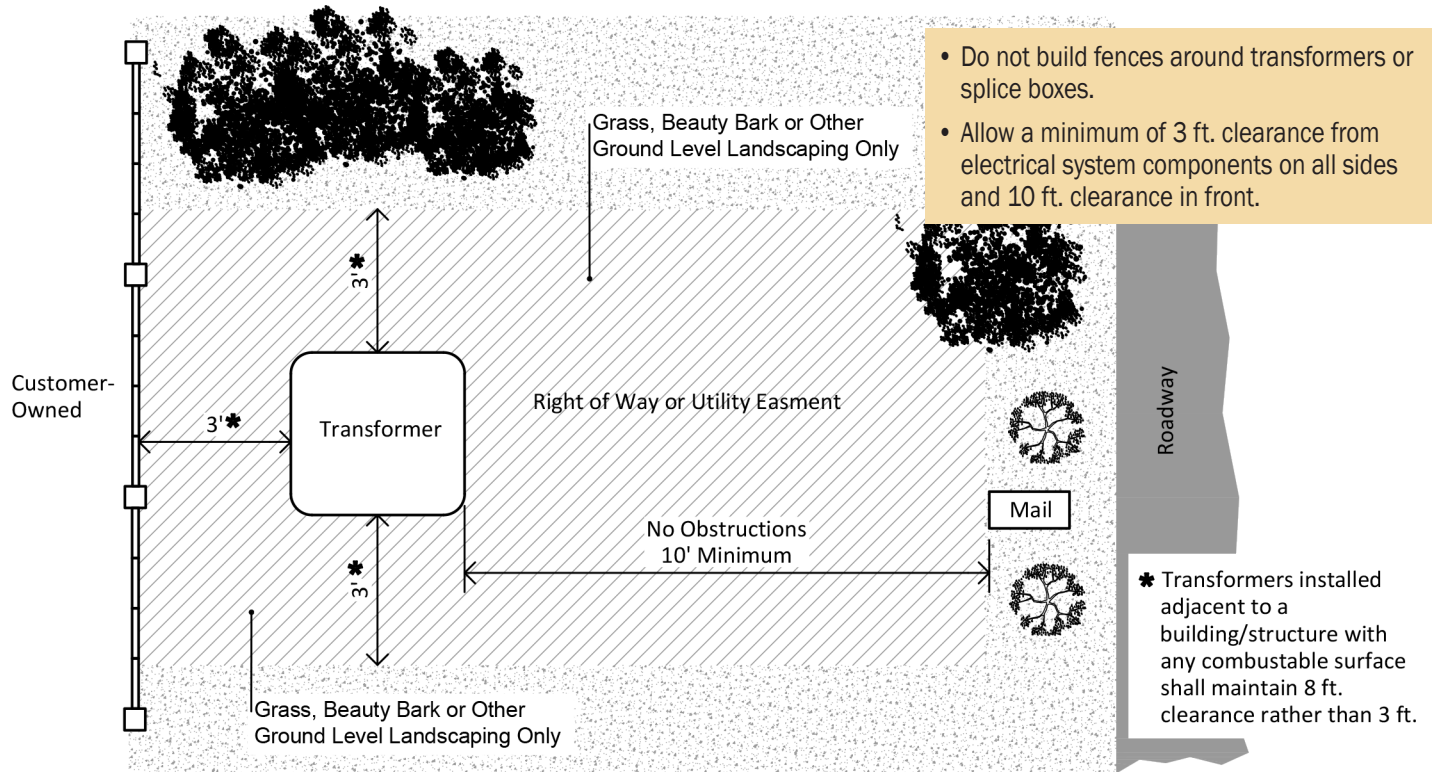 • Do not build fences around transformers or
splice boxes.
• Allow a minimum of 3 ft. clearance from
electrical system components on all sides
and 10 ft. clearance in front.
Grass, Beauty Bark or Other
Ground Level Landscaping Only
3'*
Customer-
Owned
3'*
Transformer
Right of Way or Utility Easment
Roadway
Mail
No Obstructions
10' Minimum
3'*
* Transformers installed
adjacent to a
building/structure with
any combustable surface
shall maintain 8 ft.
clearance rather than 3 ft.
Grass, Beauty Bark or Other
Ground Level Landscaping Only